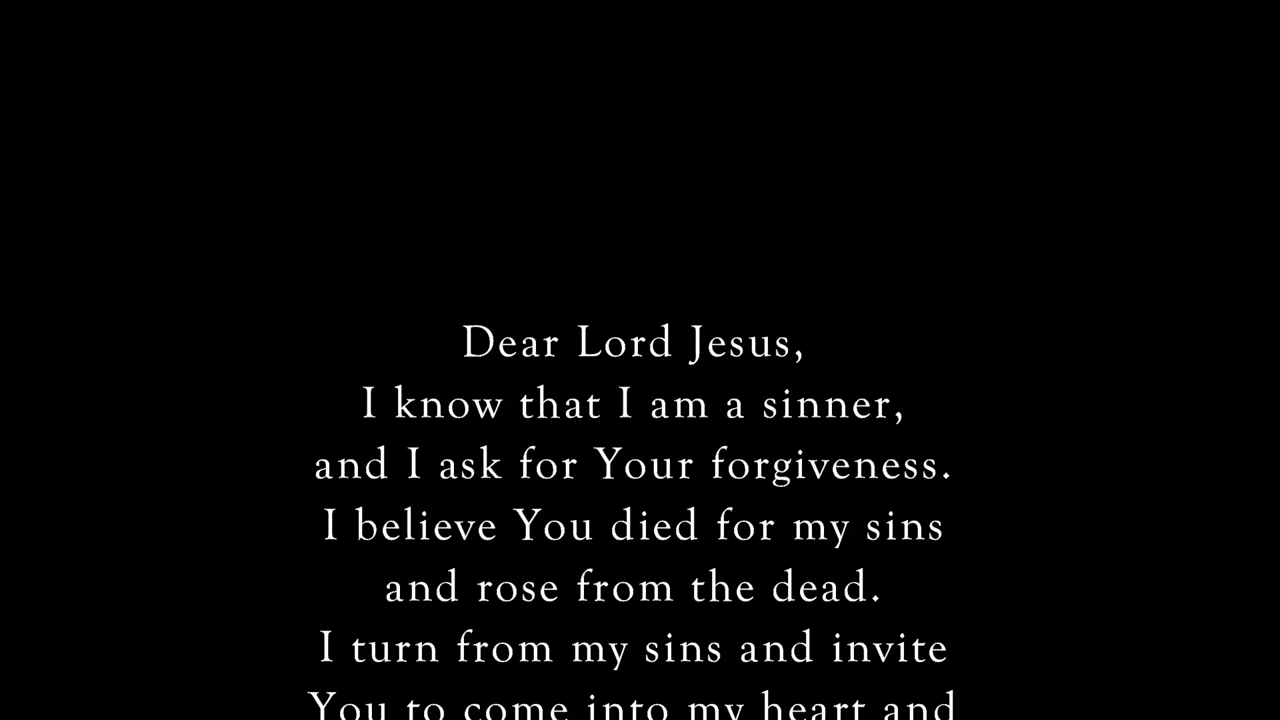 Dear Lord Jesus,
I know that I am a sinner,
and I ask for Your forgiveness.
I believe You died for my sins
and rose from the dead.
I turn from my sins and invite
You to come into my heart and